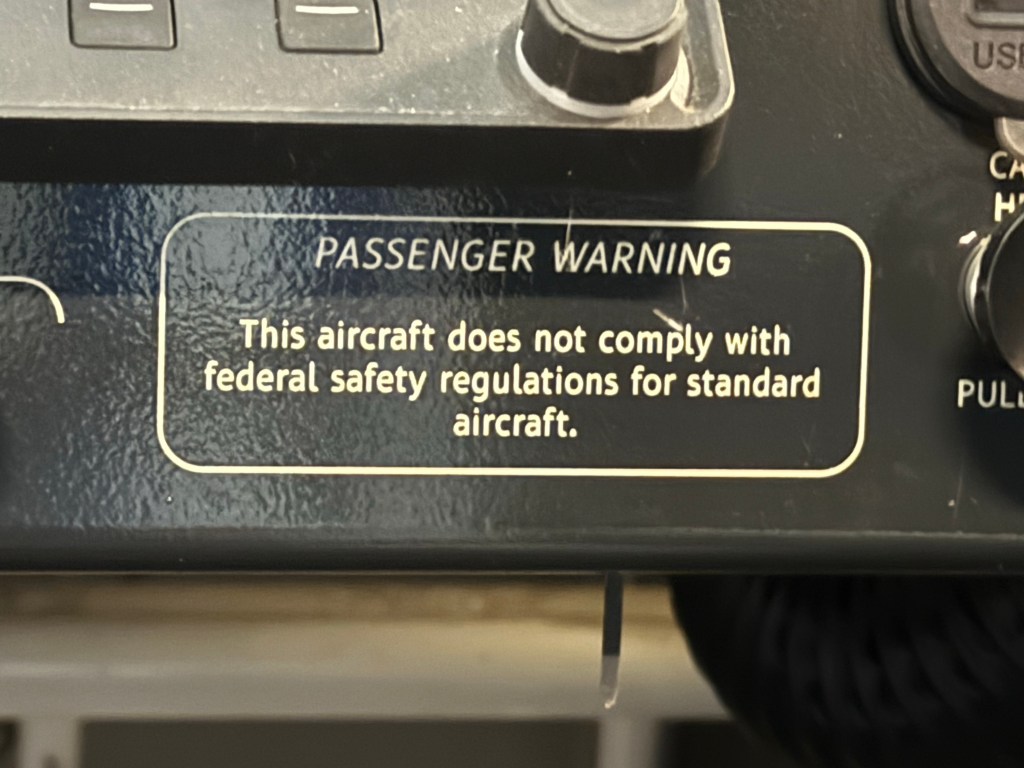 PASSENGER WARNING
This aircraft does not comply with
federal safety regulations for standard
aircraft.
PULL